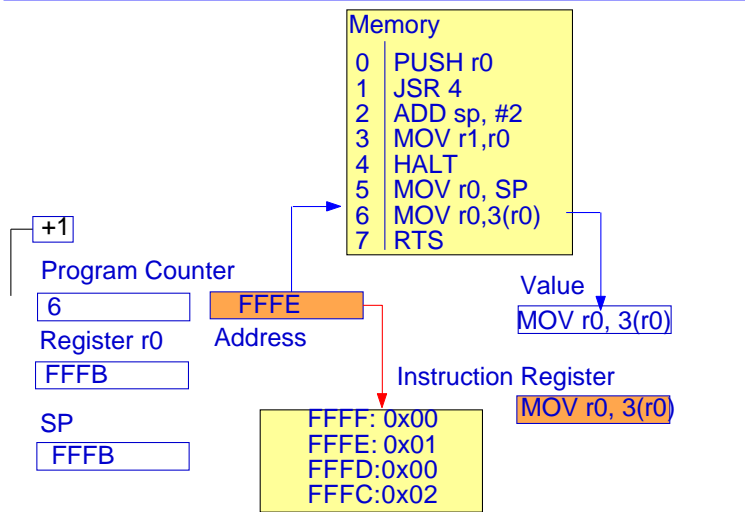 Memory
0 PUSH r0
1 JSR 4
2 ADD sp, #2
3 MOV r1,r0
4 HALT
5 MOV r0, SP
6 MOV r0,3(r0)
7 RTS
+1
Program Counter
6
FFFE
Address
Value
MOV r0, 3(r0)
Register r0
FFFB
Instruction Register
MOV r0, 3(r0)
SP
FFFB
FFFF: 0x00
FFFE: 0x01
FFFD:0x00
FFFC:0x02